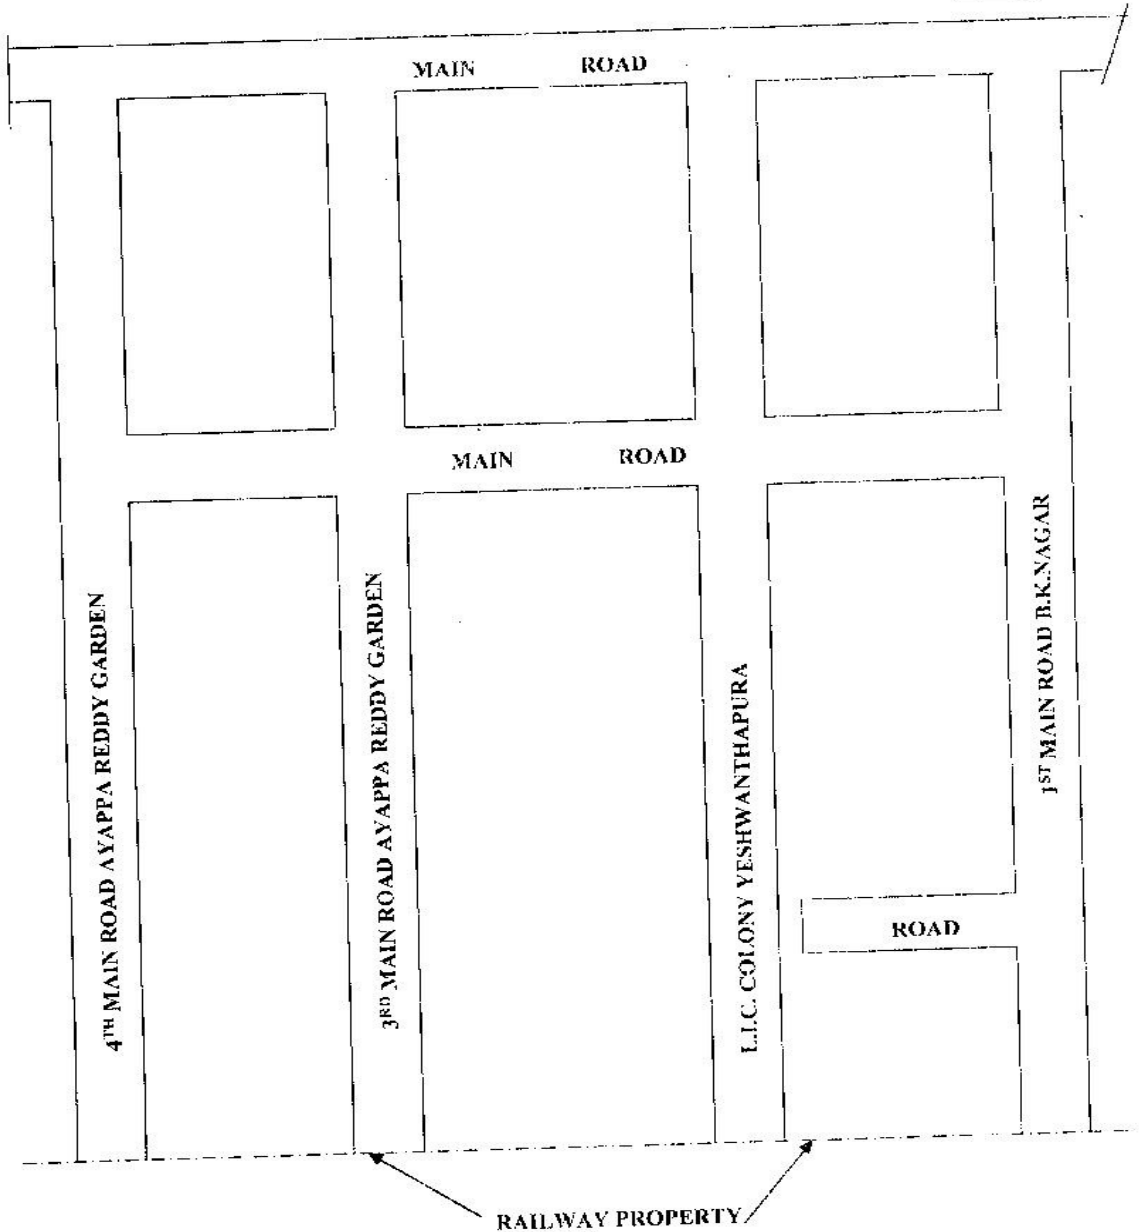 MAIN ROAD
MAIN ROAD
4TH MAIN ROAD AYAPPA REDDY GARDEN
3RD MAIN ROAD AYAPPA REDDY GARDEN
L.I.C. COLONY YESHWANTHAPURA
1ST MAIN ROAD B.K.NAGAR
ROAD
RAILWAY PROPERTY